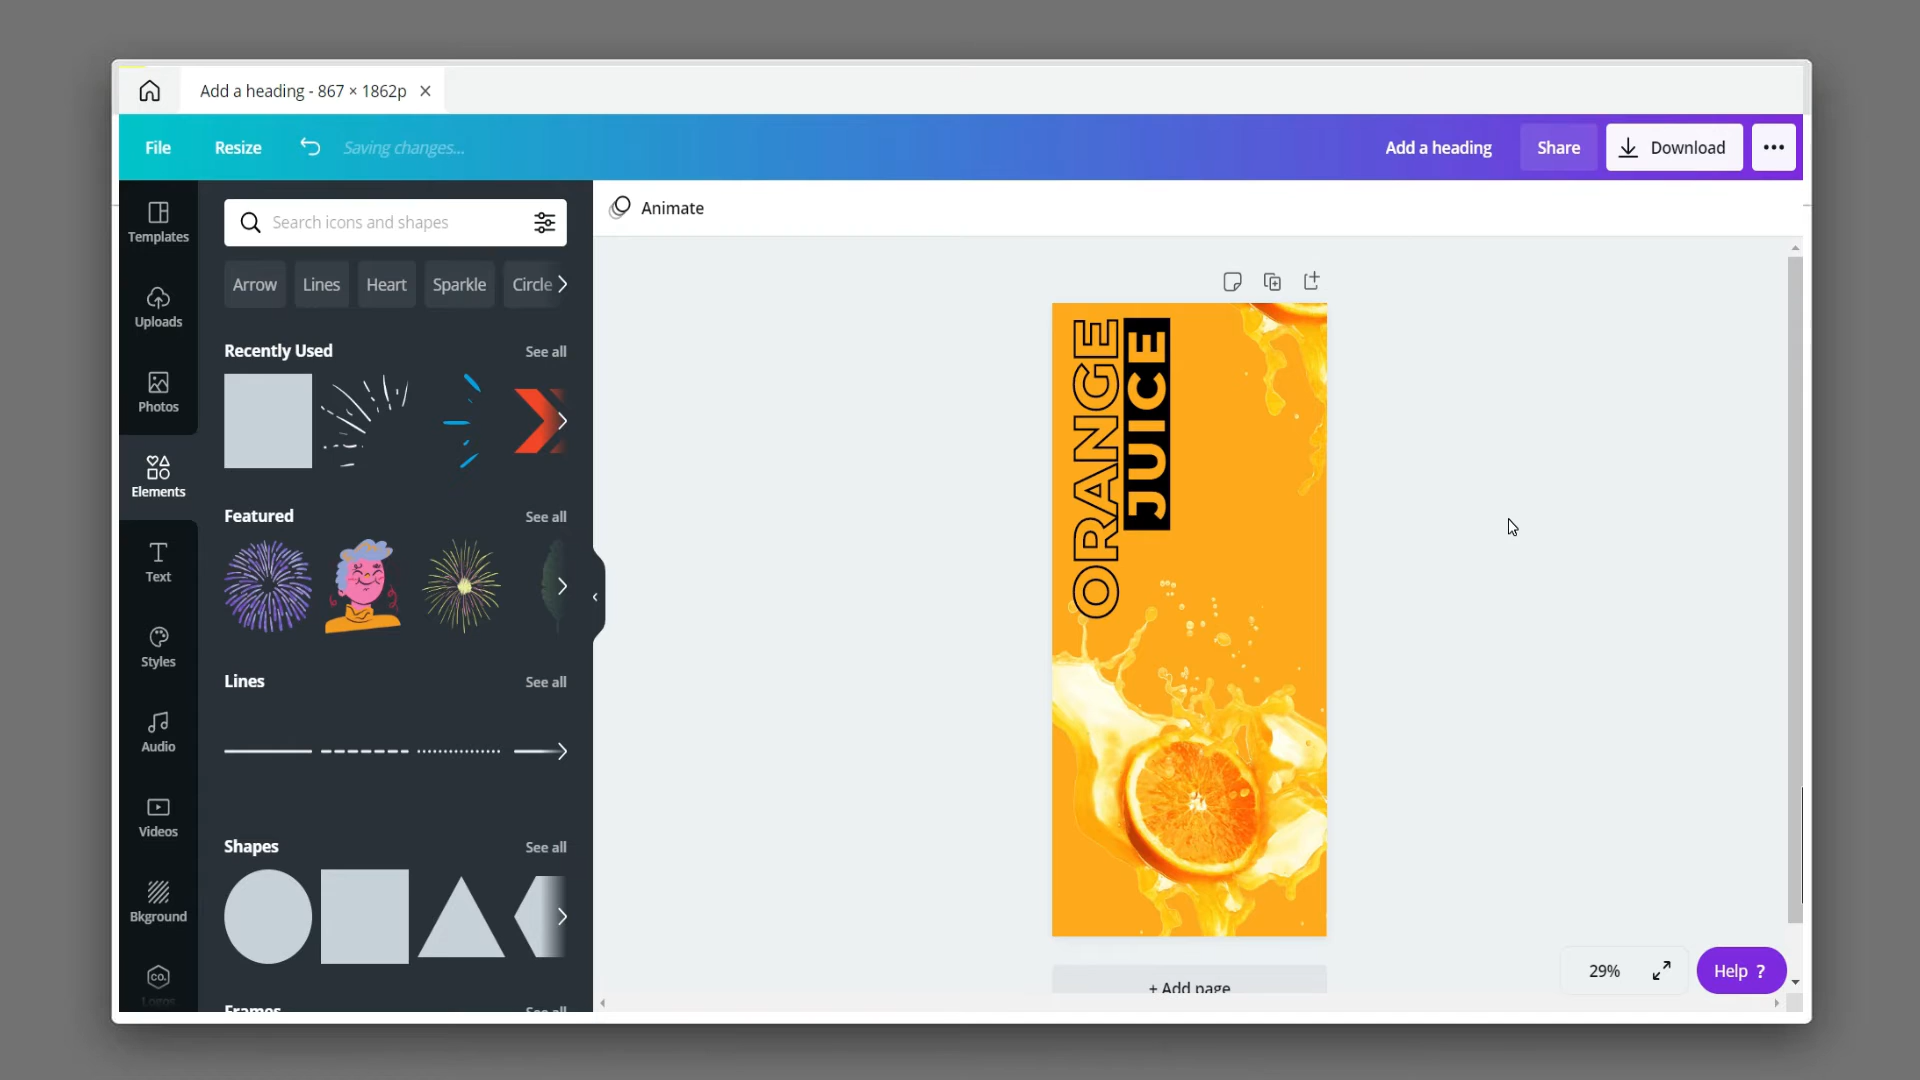 Add a heading - 867 × 1862p
File
Resize
Saving changes...
Add a heading
Share
Download
Templates
Uploads
Photos
Elements
Text
Styles
Audio
Videos
Bkground
CO.
Logos
Search icons and shapes
Arrow
Lines
Heart
Sparkle
Circle
Recently Used
See all
Featured
See all
Lines
See all
Shapes
See all
Frames
See all
Animate
ORANGE
JUICE
+ Add page
29%
Help ?